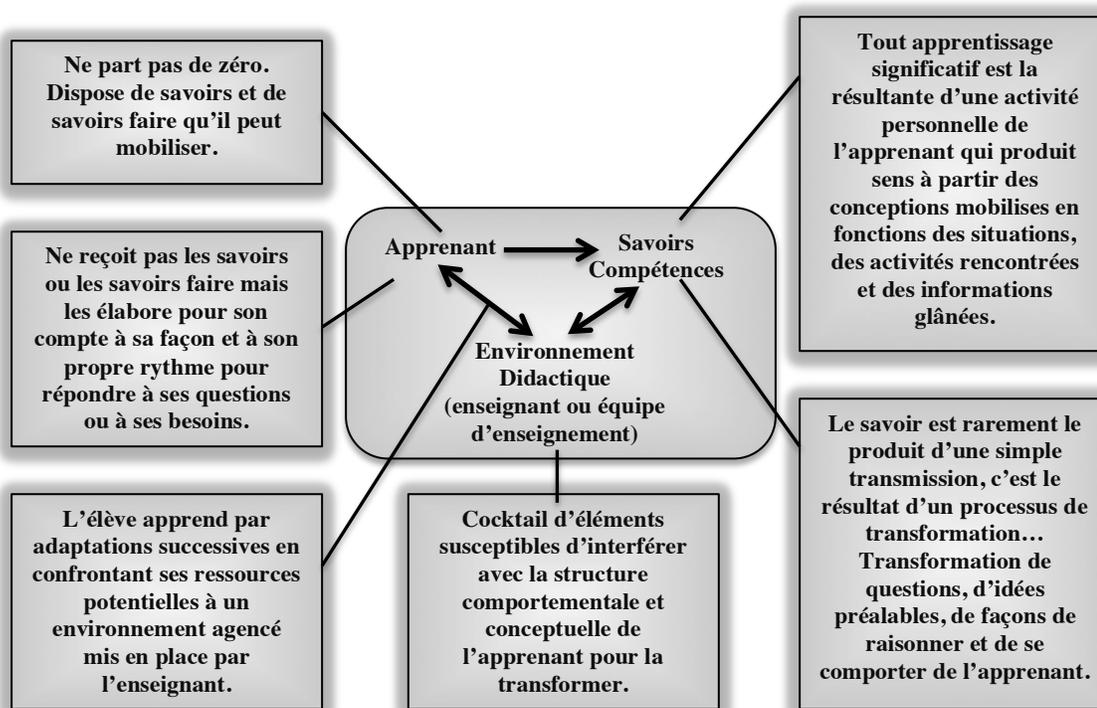 Ne part pas de zéro.
Dispose de savoirs et de
savoirs faire qu’il peut
mobiliser.
Ne reçoit pas les savoirs
ou les savoirs faire mais
les élabore pour son
compte à sa façon et à son
propre rythme pour
répondre à ses questions
ou à ses besoins.
L’élève apprend par
adaptations successives en
confrontant ses ressources
potentielles à un
environnement agencé
mis en place par
l’enseignant.
Apprenant
Savoirs
Compétences
Environnement
Didactique
(enseignant ou équipe
d’enseignement)
Cocktail d’éléments
susceptibles d’interférer
avec la structure
comportementale et
conceptuelle de
l’apprenant pour la
transformer.
Tout apprentissage
significatif est la
résultante d’une activité
personnelle de
l’apprenant qui produit
sens à partir des
conceptions mobilises en
fonctions des situations,
des activités rencontrées
et des informations
glânées.
Le savoir est rarement le
produit d’une simple
transmission, c’est le
résultat d’un processus de
transformation…
Transformation de
questions, d’idées
préalables, de façons de
raisonner et de se
comporter de l’apprenant.